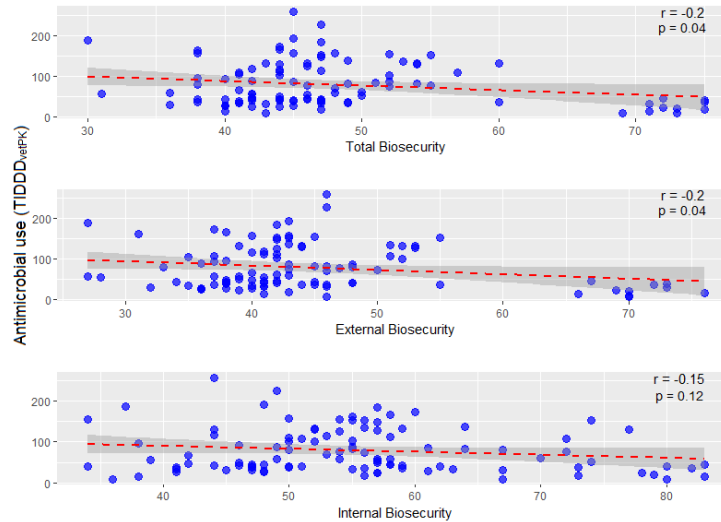 Antimicrobial use (TIDDDvetPK)
r = -0.2
p = 0.04
200
100
0
30
40
50
60
70
Total Biosecurity
r = -0.2
p = 0.04
200
100
0
30
40
50
60
70
External Biosecurity
r = -0.15
p = 0.12
200
100
0
40
50
60
70
80
Internal Biosecurity